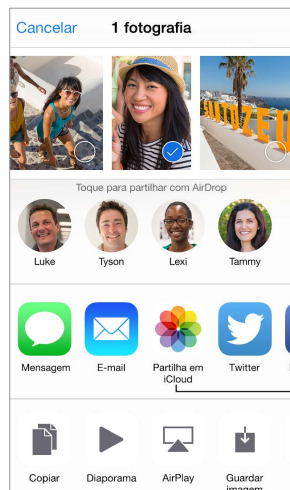 Cancelar 1 fotografia
Toque para partilhar com AirDrop
Luke Tyson Lexi Tammy
Mensagem E-mail Partilha em iCloud Twitter
Copiar Diaporama AirPlay Guardar imagem